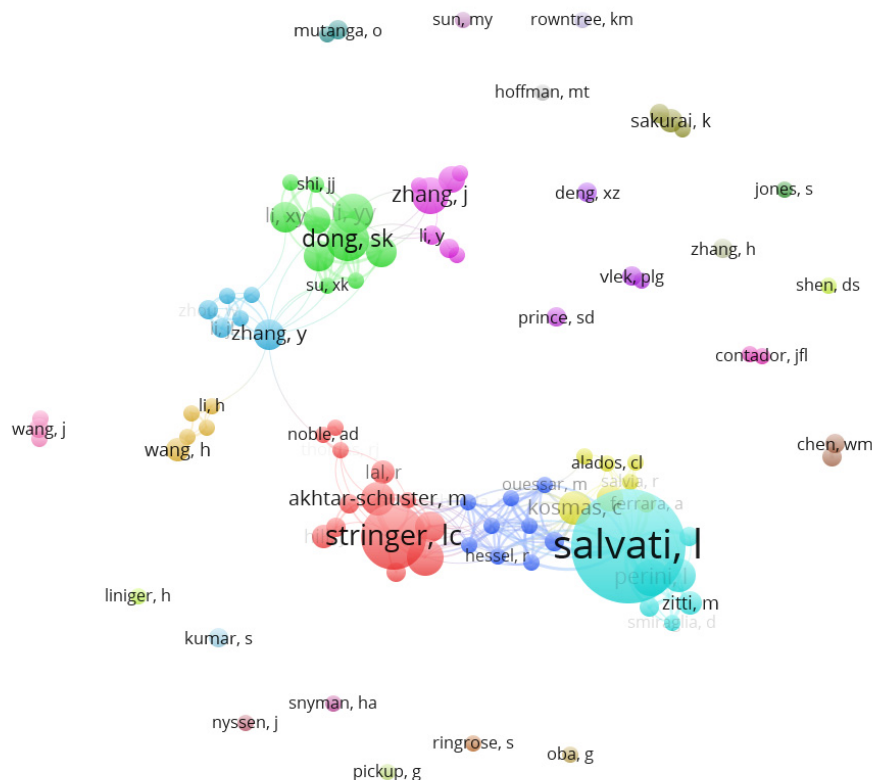 sun, my
rowntree, km
mutanga, o
hoffman, mt
sakurai, k
shi, jj
zhang, j
deng, xz
jones, s
li, xy
li, yy
dong, sk
li, y
zhang, h
vlek, plg
su, xk
shen, ds
prince, sd
zhang, y
contador, jfl
li, h
wang, j
wang, h
noble, ad
chen, wm
alados, cl
lal, r
ouessar, m
salvia, r
akhtar-schuster, m
kosmas, c
ferrara, a
stringer, lc
salvati, l
hessel, r
perini, l
liniger, h
zitti, m
smiraglia, d
kumar, s
snyman, ha
nyssen, j
ringrose, s
oba, g
pickup, g